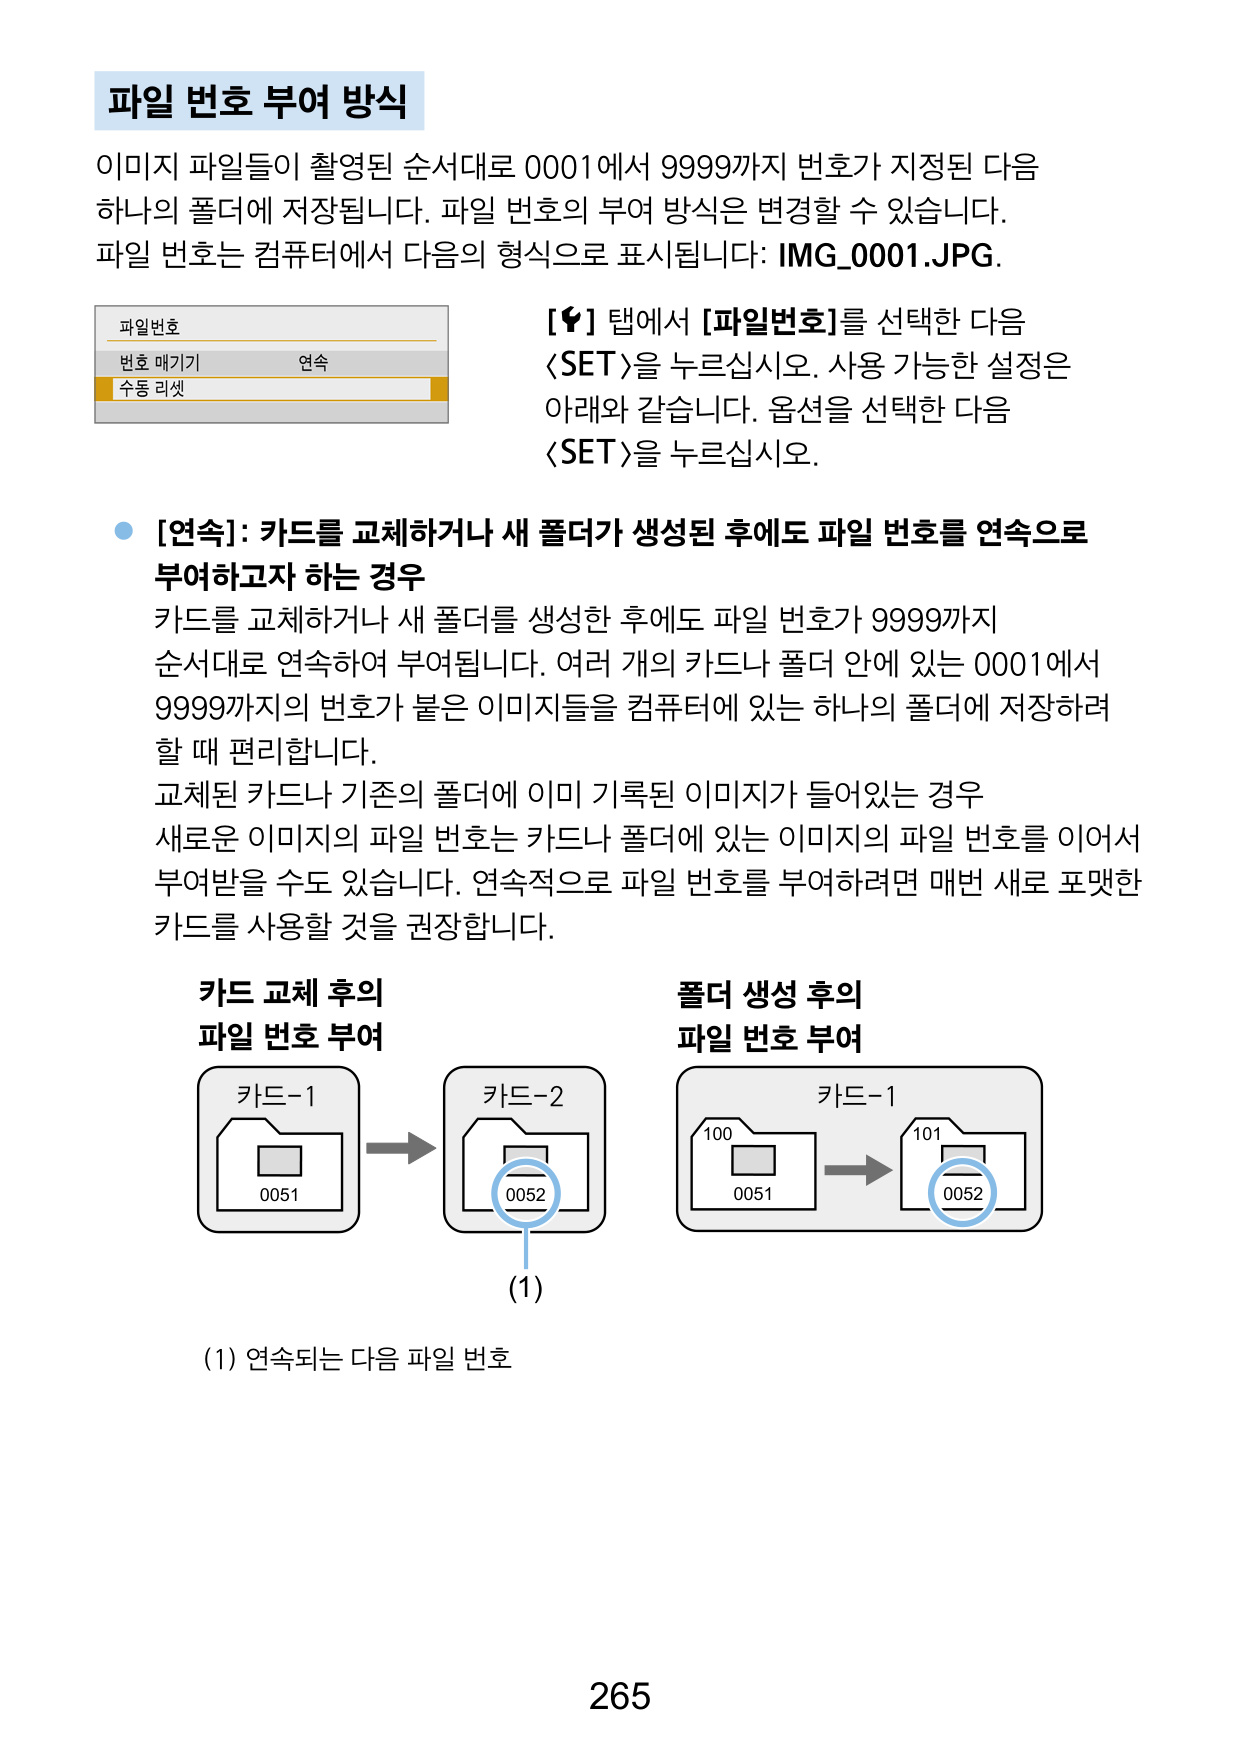 파일 번호 부여 방식
이미지 파일들이 촬영된 순서대로 0001에서 9999까지 번호가 지정된 다음
하나의 폴더에 저장됩니다. 파일 번호의 부여 방식은 변경할 수 있습니다.
파일 번호는 컴퓨터에서 다음의 형식으로 표시됩니다: IMG_0001.JPG.
파일번호
번호 매기기 연속
수동 리셋
[] 탭에서 [파일번호]를 선택한 다음
<SET>을 누르십시오. 사용 가능한 설정은
아래와 같습니다. 옵션을 선택한 다음
<SET>을 누르십시오.
● [연속]: 카드를 교체하거나 새 폴더가 생성된 후에도 파일 번호를 연속으로
부여하고자 하는 경우
카드를 교체하거나 새 폴더를 생성한 후에도 파일 번호가 9999까지
순서대로 연속하여 부여됩니다. 여러 개의 카드나 폴더 안에 있는 0001에서
9999까지의 번호가 붙은 이미지들을 컴퓨터에 있는 하나의 폴더에 저장하려
할 때 편리합니다.
교체된 카드나 기존의 폴더에 이미 기록된 이미지가 들어있는 경우
새로운 이미지의 파일 번호는 카드나 폴더에 있는 이미지의 파일 번호를 이어서
부여받을 수도 있습니다. 연속적으로 파일 번호를 부여하려면 매번 새로 포맷한
카드를 사용할 것을 권장합니다.
카드 교체 후의
파일 번호 부여
카드-1
0051
카드-2
0052
(1)
폴더 생성 후의
파일 번호 부여
카드-1
100
0051
101
0052
(1) 연속되는 다음 파일 번호
265